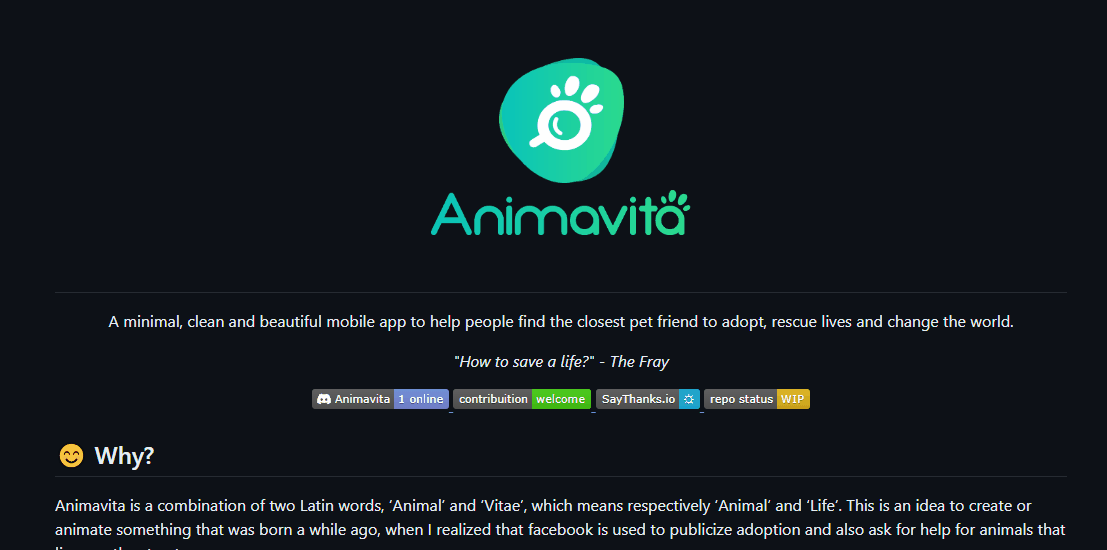 Animavita
A minimal, clean and beautiful mobile app to help people find the closest pet friend to adopt, rescue lives and change the world.
"How to save a life?" - The Fray
Animavita 1 online contribuition welcome SayThanks.io repo status WIP
Why?
Animavita is a combination of two Latin words, ‘Animal’ and ‘Vitae’, which means respectively ‘Animal’ and ‘Life’. This is an idea to create or
animate something that was born a while ago, when I realized that facebook is used to publicize adoption and also ask for help for animals that